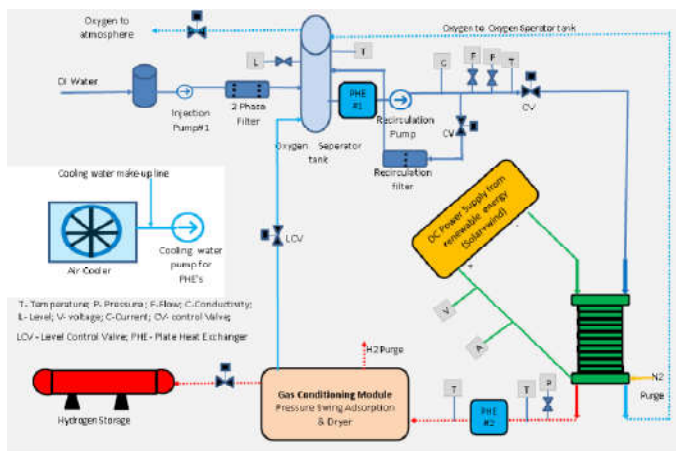 Oxygen to
atmosphere
Oxygen to Oxygen Seperator tank
L
T
C
F
F
T
DI Water
Injection
Pump#1
2 Phase
Filter
PHE
#1
Recirculation
Pump
CV
CV
Oxygen Seperator
tank
Recirculation
filter
Cooling water make-up line
Air Cooler
Cooling water
pump for
PHE's
LCV
DC Power Supply from
renewable energy
(Solar+wind)
-
+
V
A
T - Temperature; P- Pressure; F-Flow; C-Conductivity;
L- Level; V- voltage; C-Current; CV- control Valve;
LCV - Level Control Valve; PHE - Plate Heat Exchanger
H2 Purge
N2
Purge
Hydrogen Storage
Gas Conditioning Module
Pressure Swing Adsorption
& Dryer
T
PHE
#2
T
P